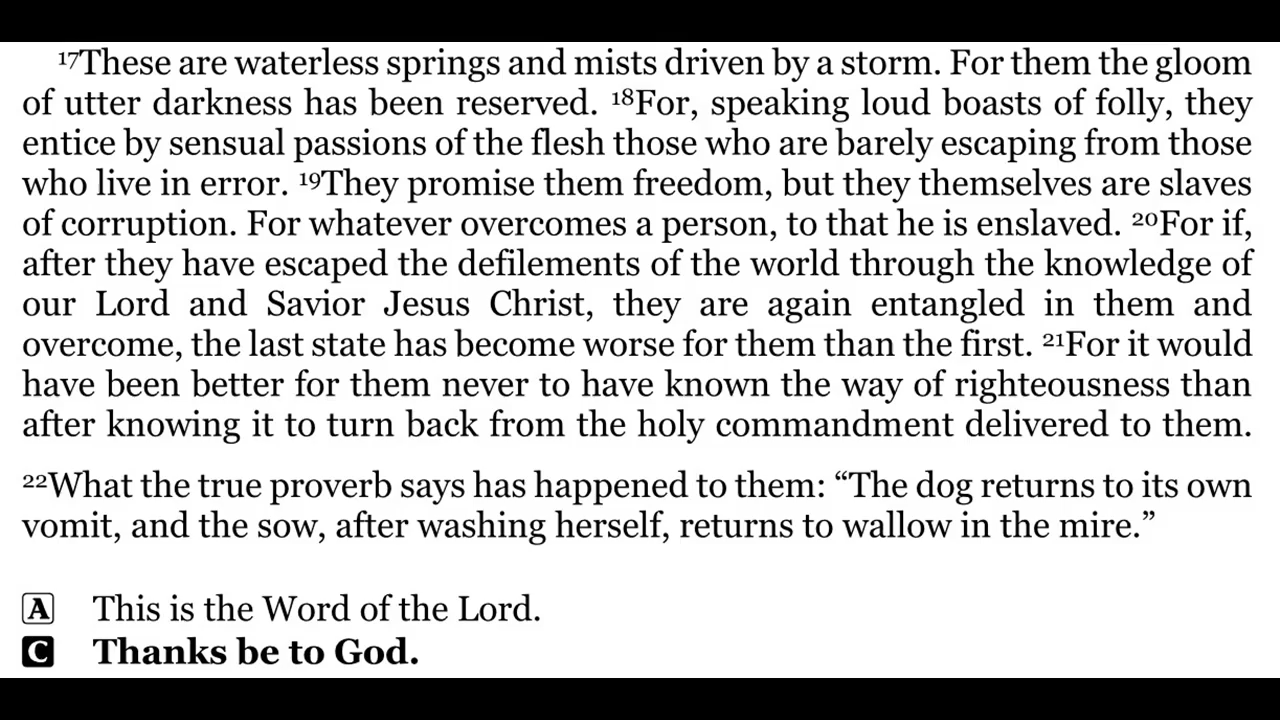 ¹⁷These are waterless springs and mists driven by a storm. For them the gloom
of utter darkness has been reserved. ¹⁸For, speaking loud boasts of folly, they
entice by sensual passions of the flesh those who are barely escaping from those
who live in error. ¹⁹They promise them freedom, but they themselves are slaves
of corruption. For whatever overcomes a person, to that he is enslaved. ²⁰For if,
after they have escaped the defilements of the world through the knowledge of
our Lord and Savior Jesus Christ, they are again entangled in them and
overcome, the last state has become worse for them than the first. ²¹For it would
have been better for them never to have known the way of righteousness than
after knowing it to turn back from the holy commandment delivered to them.
²²What the true proverb says has happened to them: “The dog returns to its own
vomit, and the sow, after washing herself, returns to wallow in the mire.”
A This is the Word of the Lord.
C Thanks be to God.